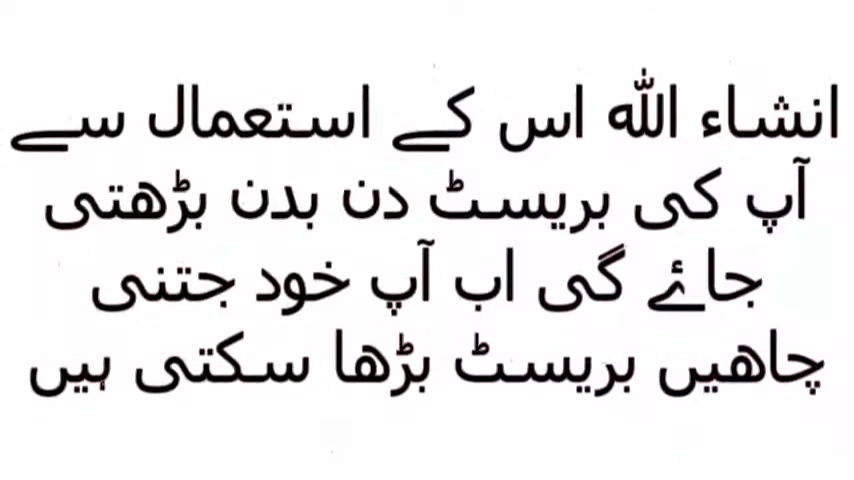 انشاء اللہ اس کے استعمال سے
آپ کی بریسٹ دن بدن بڑھتی
جاۓ گی اب آپ خود جتنی
چاھیں بریسٹ بڑھا سکتی ہیں